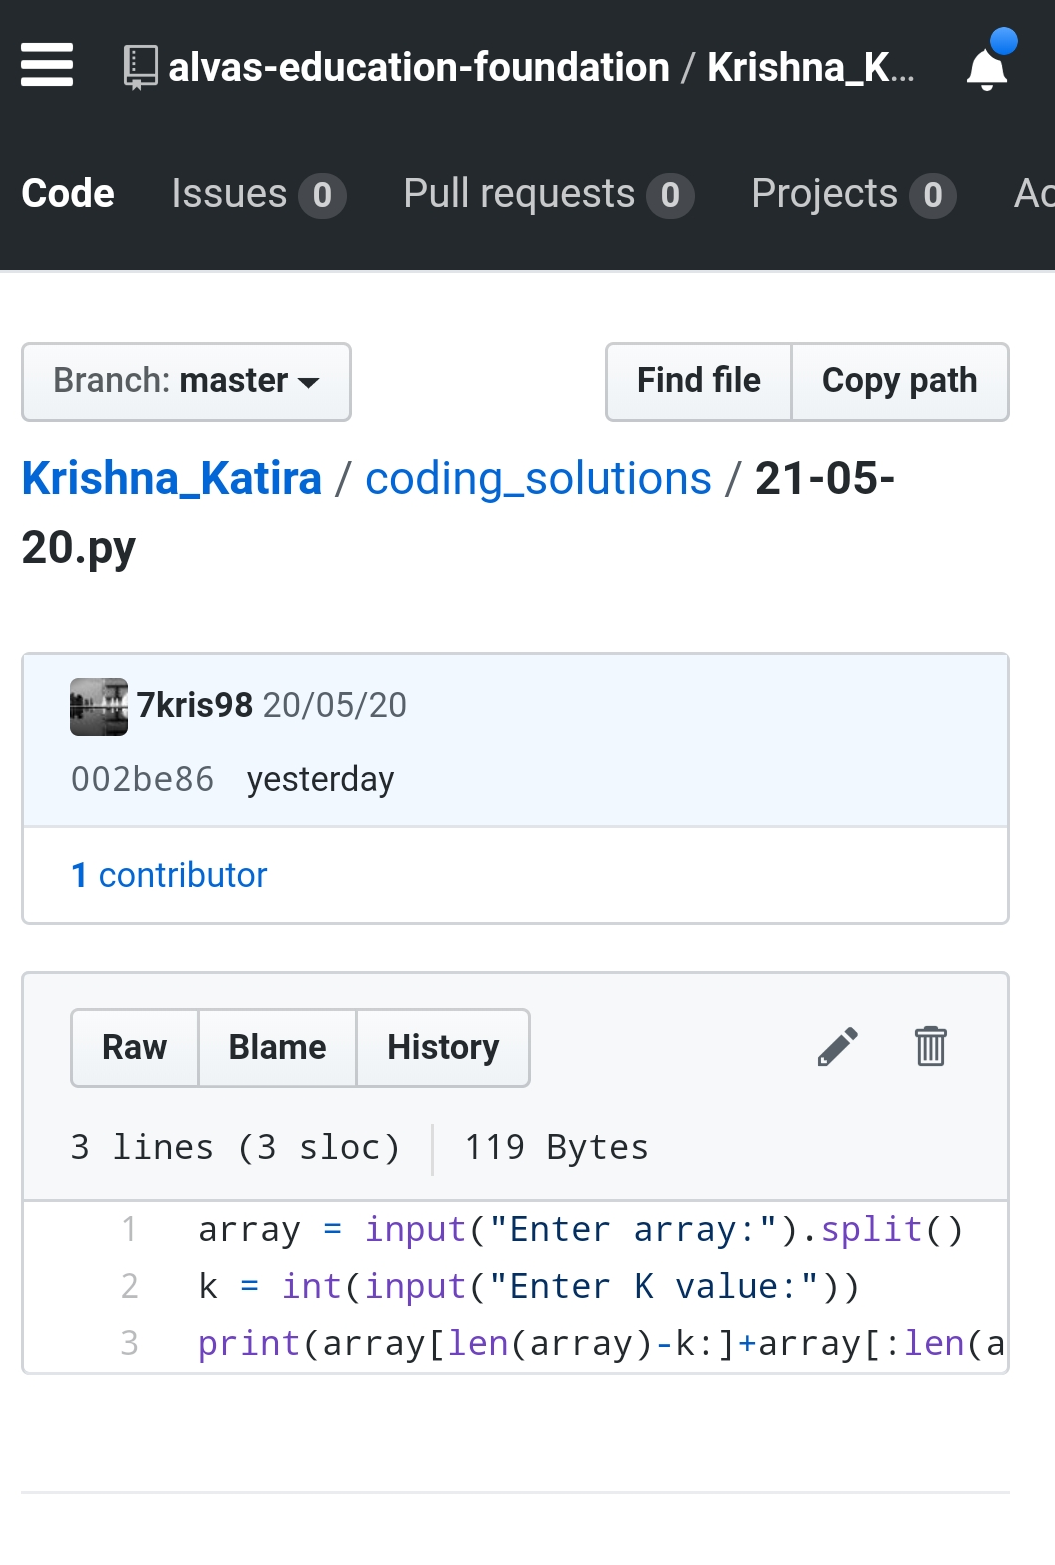 alvas-education-foundation / Krishna_K...
Code Issues 0 Pull requests 0 Projects 0 Ac
Branch: master Find file Copy path
Krishna_Katira / coding_solutions / 21-05-
20.py
7kris98 20/05/20
002be86 yesterday
1 contributor
Raw Blame History
3 lines (3 sloc) 119 Bytes
1 array = input("Enter array:").split()
2 k = int(input("Enter K value:"))
3 print(array[len(array)-k:]+array[:len(a